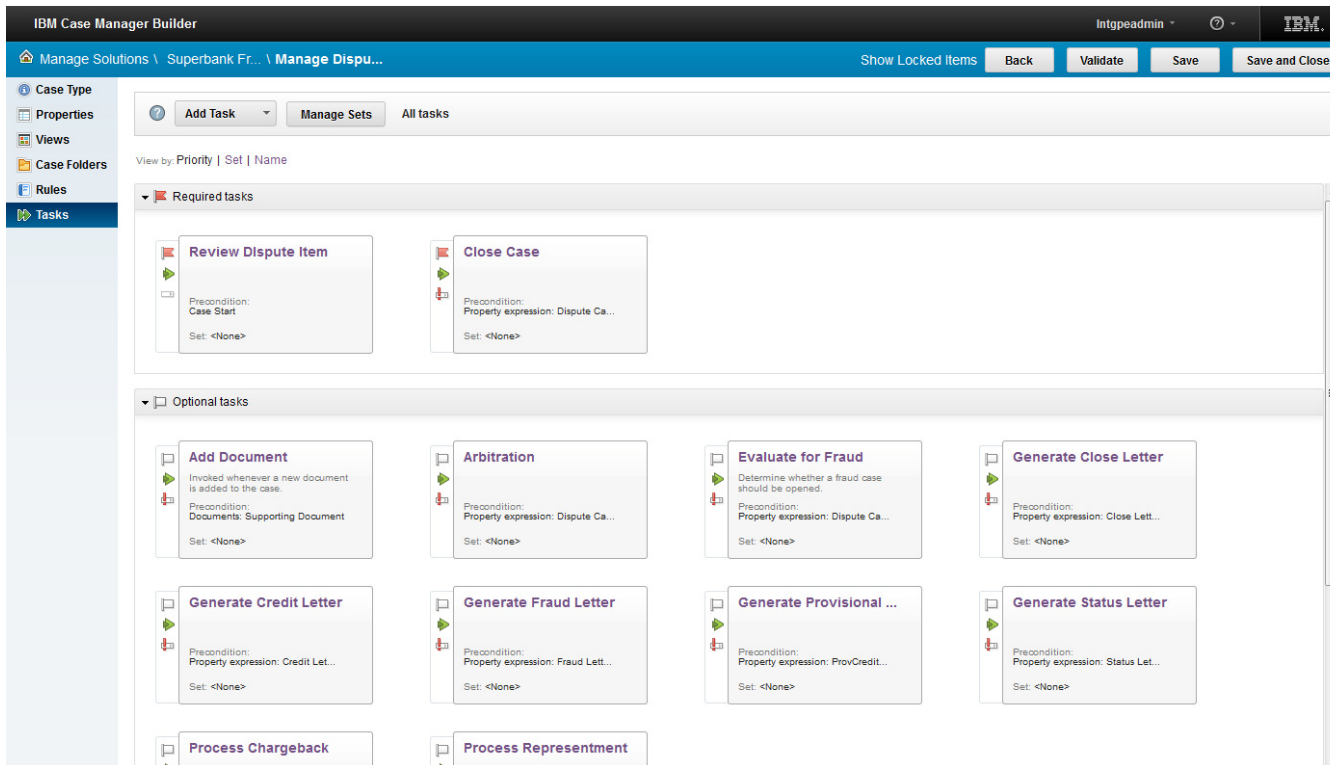 IBM Case Manager Builder
Intgpeadmin
IBM.
Manage Solutions \ Superbank Fr... \ Manage Dispu...
Show Locked Items
Back
Validate
Save
Save and Close
Case Type
Properties
Views
Case Folders
Rules
Tasks
Add Task
Manage Sets
All tasks
View by: Priority | Set | Name
Required tasks
Review Dispute Item
Precondition:
Case Start
Set: <None>
Close Case
Precondition:
Property expression: Dispute Ca...
Set: <None>
Optional tasks
Add Document
Invoked whenever a new document
is added to the case.
Precondition:
Documents: Supporting Document
Set: <None>
Arbitration
Precondition:
Property expression: Dispute Ca...
Set: <None>
Evaluate for Fraud
Determine whether a fraud case
should be opened.
Precondition:
Property expression: Dispute Ca...
Set: <None>
Generate Close Letter
Precondition:
Property expression: Close Lett...
Set: <None>
Generate Credit Letter
Precondition:
Property expression: Credit Let...
Set: <None>
Generate Fraud Letter
Precondition:
Property expression: Fraud Lett...
Set: <None>
Generate Provisional ...
Precondition:
Property expression: ProvCredit...
Set: <None>
Generate Status Letter
Precondition:
Property expression: Status Let...
Set: <None>
Process Chargeback
Process Representment